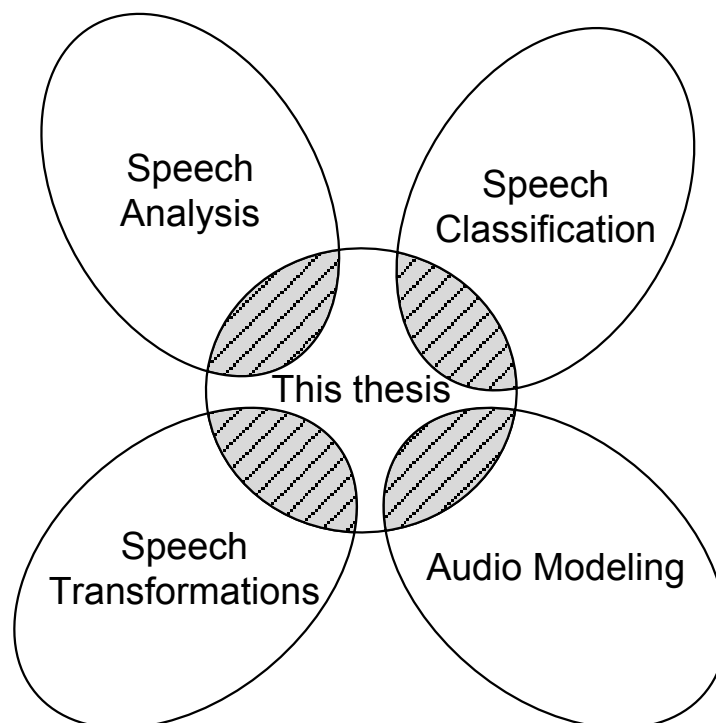 Speech
Analysis
Speech
Classification
This thesis
Speech
Transformations
Audio Modeling